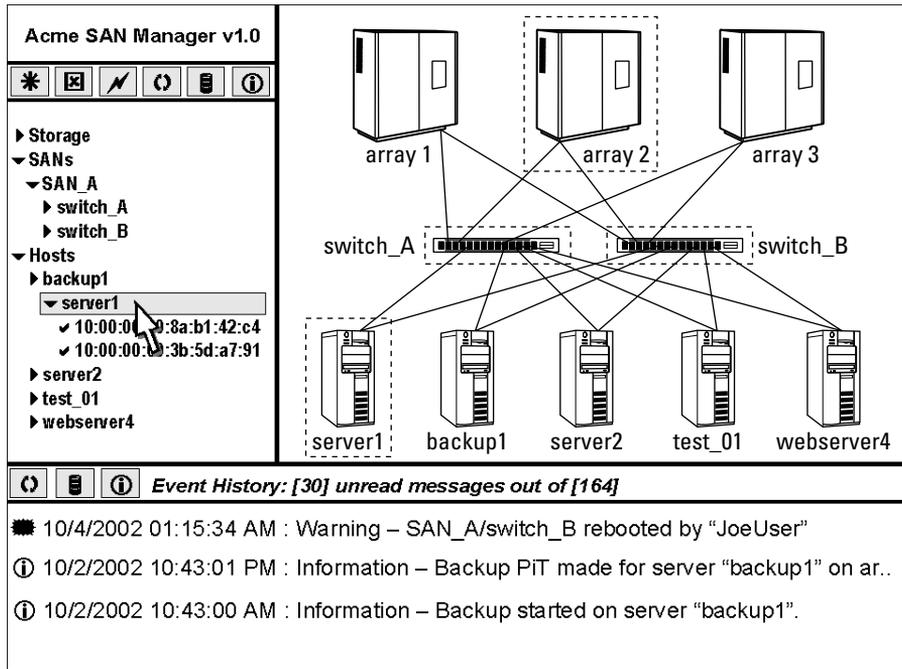 Acme SAN Manager v1.0
Storage
SANs
SAN_A
switch_A
switch_B
Hosts
backup1
server1
10:00:00 8a:b1:42:c4
10:00:00 3b:5d:a7:91
server2
test_01
webserver4
array 1 array 2 array 3
switch_A switch_B
server1 backup1 server2 test_01 webserver4
Event History: [30] unread messages out of [164]
10/4/2002 01:15:34 AM : Warning – SAN_A/switch_B rebooted by “JoeUser”
10/2/2002 10:43:01 PM : Information – Backup PiT made for server “backup1” on ar..
10/2/2002 10:43:00 AM : Information – Backup started on server “backup1”.